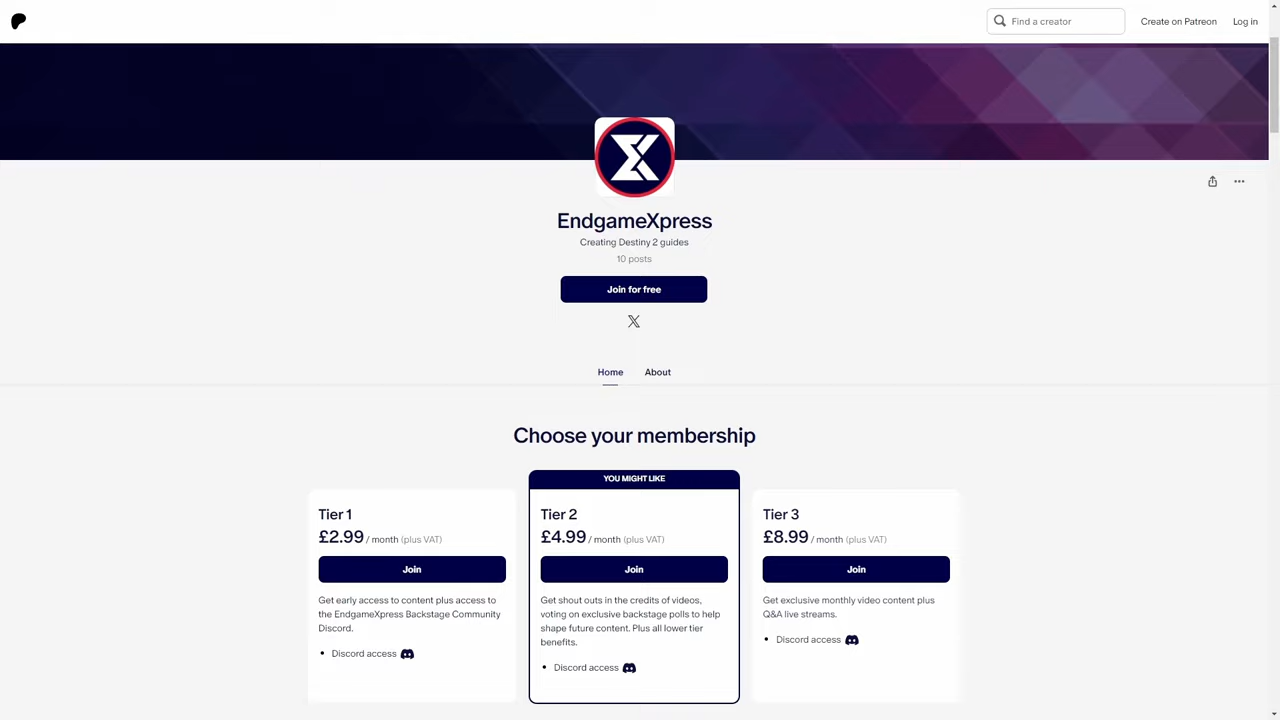 Find a creator
Create on Patreon
Log in
EndgameXpress
Creating Destiny 2 guides
10 posts
Join for free
Home
About
Choose your membership
YOU MIGHT LIKE
Tier 1
£2.99 / month (plus VAT)
Join
Get early access to content plus access to
the EndgameXpress Backstage Community
Discord.
• Discord access
Tier 2
£4.99 / month (plus VAT)
Join
Get shout outs in the credits of videos,
voting on exclusive backstage polls to help
shape future content. Plus all lower tier
benefits.
• Discord access
Tier 3
£8.99 / month (plus VAT)
Join
Get exclusive monthly video content plus
Q&A live streams.
• Discord access